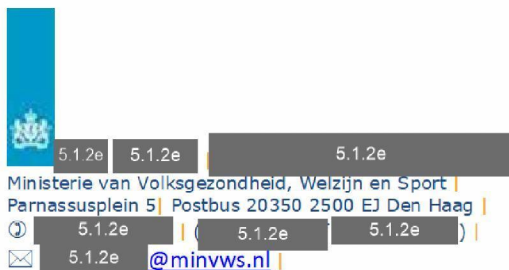 5.1.2e 5.1.2e | 5.1.2e
Ministerie van Volksgezondheid, Welzijn en Sport |
Parnassusplein 5| Postbus 20350 2500 EJ Den Haag |
5.1.2e | ( 5.1.2e 5.1.2e ) |
5.1.2e @minvws.nl |